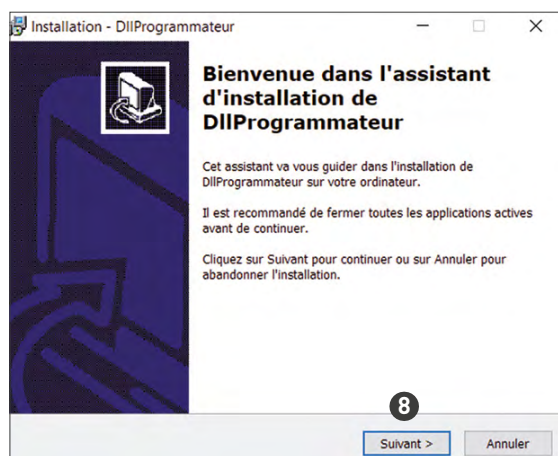 Installation - DllProgrammateur
Bienvenue dans l'assistant
d'installation de
DllProgrammateur
Cet assistant va vous guider dans l'installation de
DllProgrammateur sur votre ordinateur.
Il est recommandé de fermer toutes les applications actives
avant de continuer.
Cliquez sur Suivant pour continuer ou sur Annuler pour
abandonner l'installation.
8
Suivant > Annuler